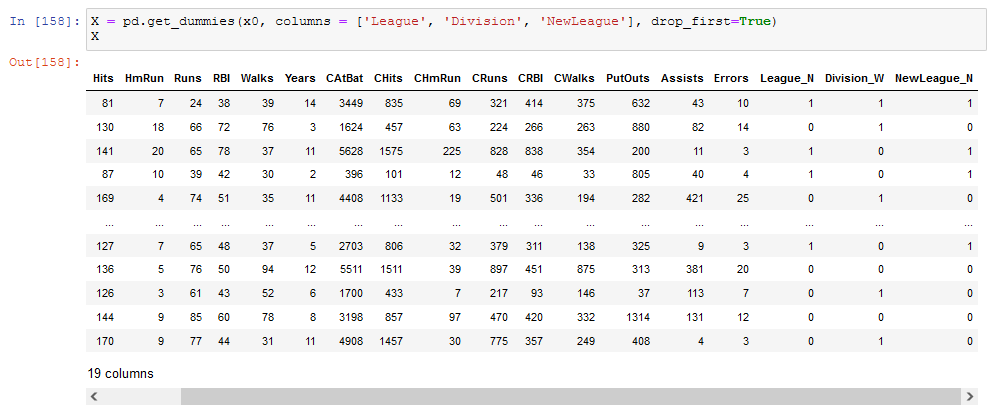 In [158]: X = pd.get_dummies(x0, columns = ['League', 'Division', 'NewLeague'], drop_first=True)
X
Out[158]:
Hits HmRun Runs RBI Walks Years CAtBat CHits CHmRun CRuns CRBI CWalks PutOuts Assists Errors League_N Division_W NewLeague_N
81 7 24 38 39 14 3449 835 69 321 414 375 632 43 10 1 1 1
130 18 66 72 76 3 1624 457 63 224 266 263 880 82 14 0 1 0
141 20 65 78 37 11 5628 1575 225 828 838 354 200 11 3 1 0 1
87 10 39 42 30 2 396 101 12 48 46 33 805 40 4 1 0 1
169 4 74 51 35 11 4408 1133 19 501 336 194 282 421 25 0 1 0
... ... ... ... ... ... ... ... ... ... ... ... ... ... ... ... ... ...
127 7 65 48 37 5 2703 806 32 379 311 138 325 9 3 1 0 1
136 5 76 50 94 12 5511 1511 39 897 451 875 313 381 20 0 0 0
126 3 61 43 52 6 1700 433 7 217 93 146 37 113 7 0 1 0
144 9 85 60 78 8 3198 857 97 470 420 332 1314 131 12 0 0 0
170 9 77 44 31 11 4908 1457 30 775 357 249 408 4 3 0 1 0
19 columns